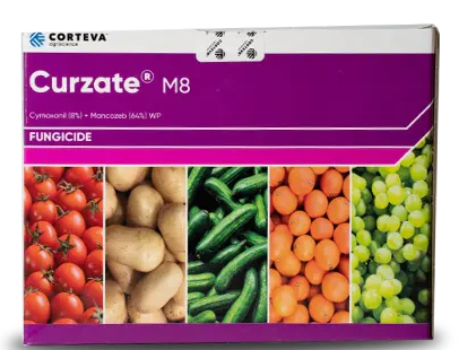 CORTEVA
agriscience
Curzate® M8
Cymoxanil (8%) + Mancozeb (64%) WP
FUNGICIDE